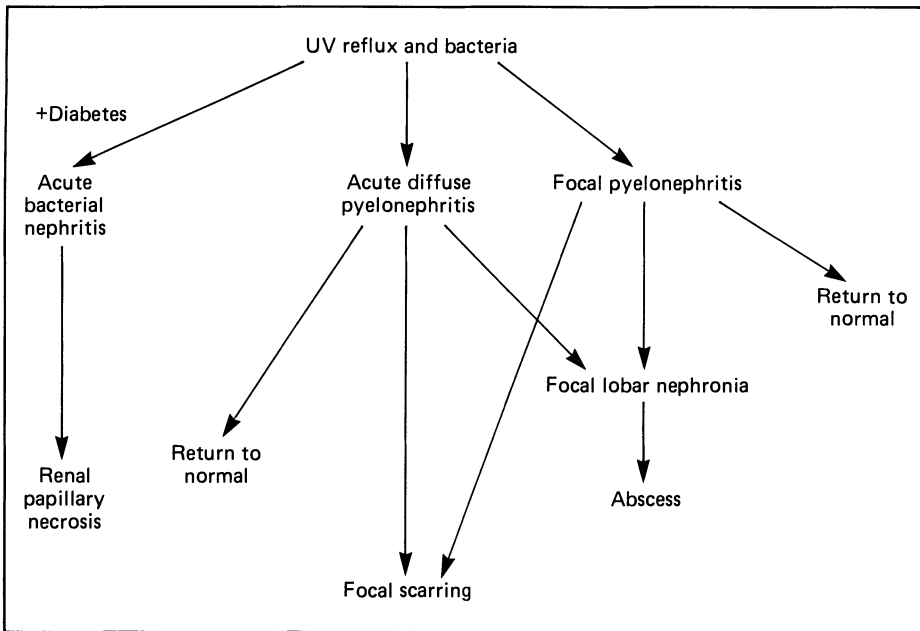 UV reflux and bacteria
+Diabetes
Acute
bacterial
nephritis
Acute diffuse
pyelonephritis
Focal pyelonephritis
Return to
normal
Focal lobar nephronia
Return to
normal
Renal
papillary
necrosis
Abscess
Focal scarring